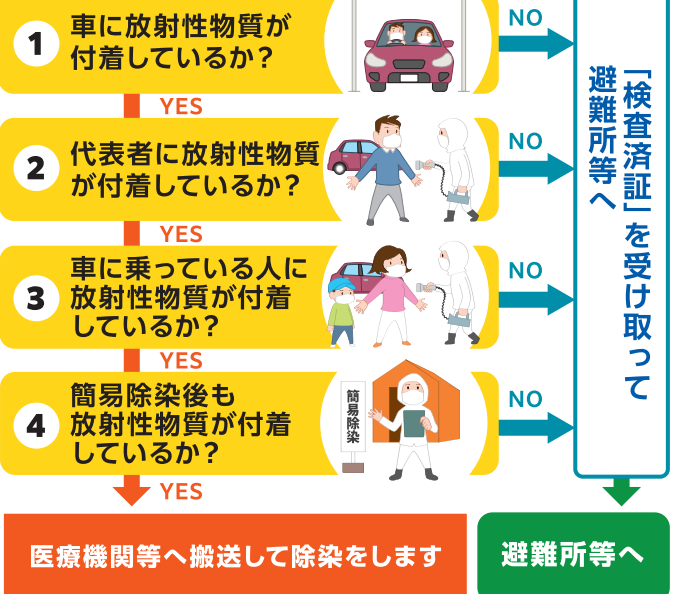 1
車に放射性物質が
付着しているか？
NO
YES
2
代表者に放射性物質
が付着しているか？
NO
YES
3
車に乗っている人に
放射性物質が付着
しているか？
NO
YES
4
簡易除染後も
放射性物質が付着
しているか？
簡易除染
NO
YES
「検査済証」を受け取って
避難所等へ
医療機関等へ搬送して除染をします
避難所等へ